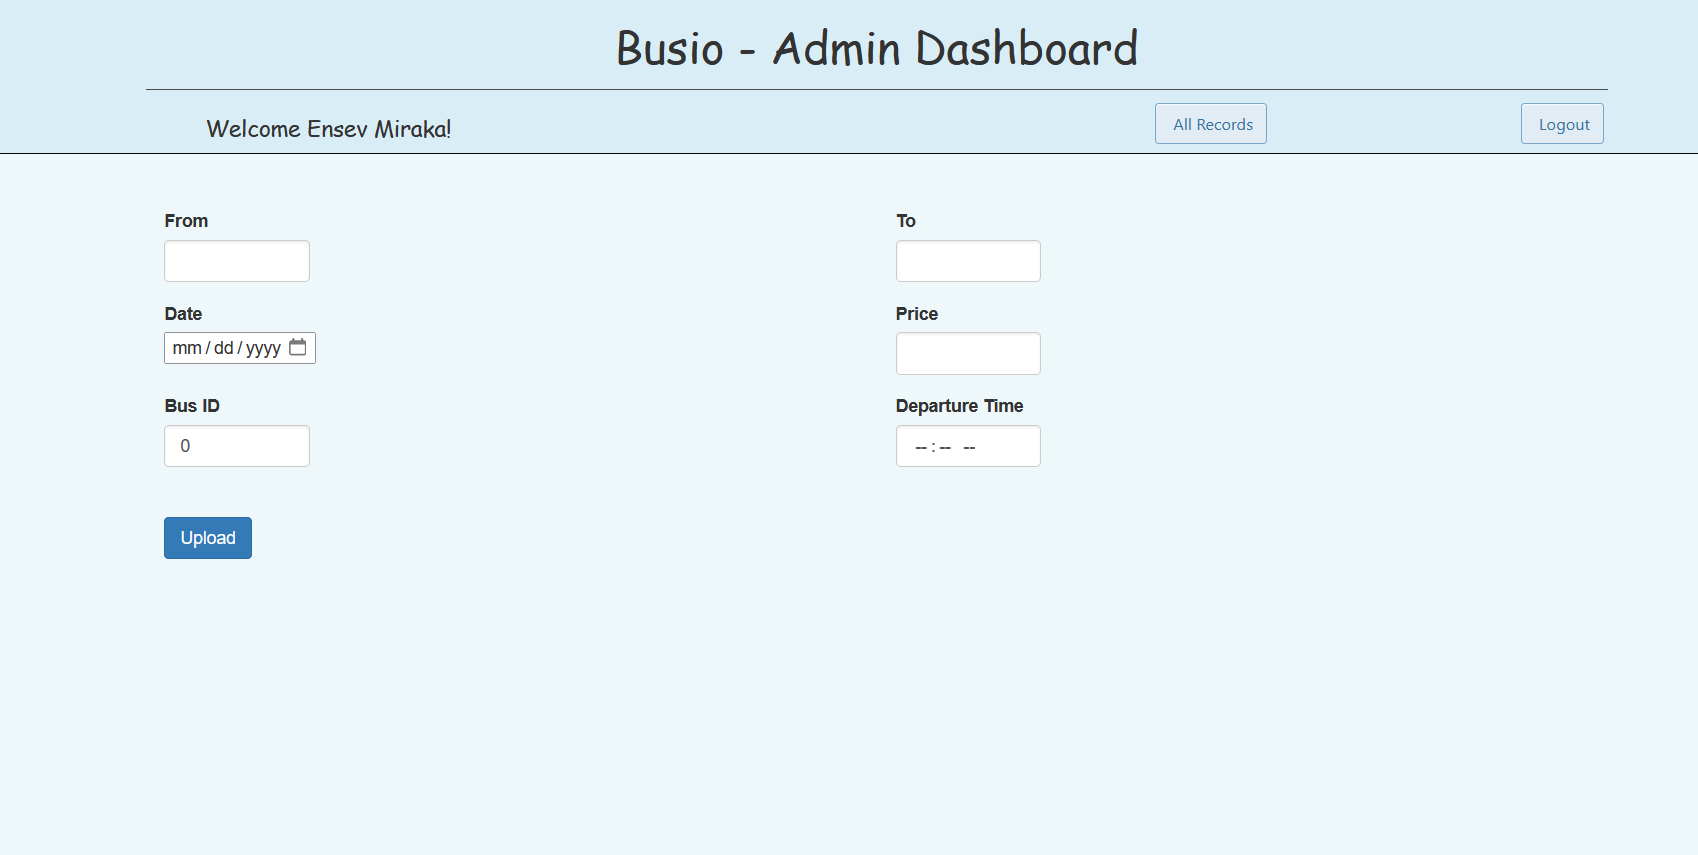 Busio - Admin Dashboard
Welcome Ensev Miraka!
All Records
Logout
From
To
Date
Price
mm/dd/yyyy
Bus ID
Departure Time
0
--:-- --
Upload